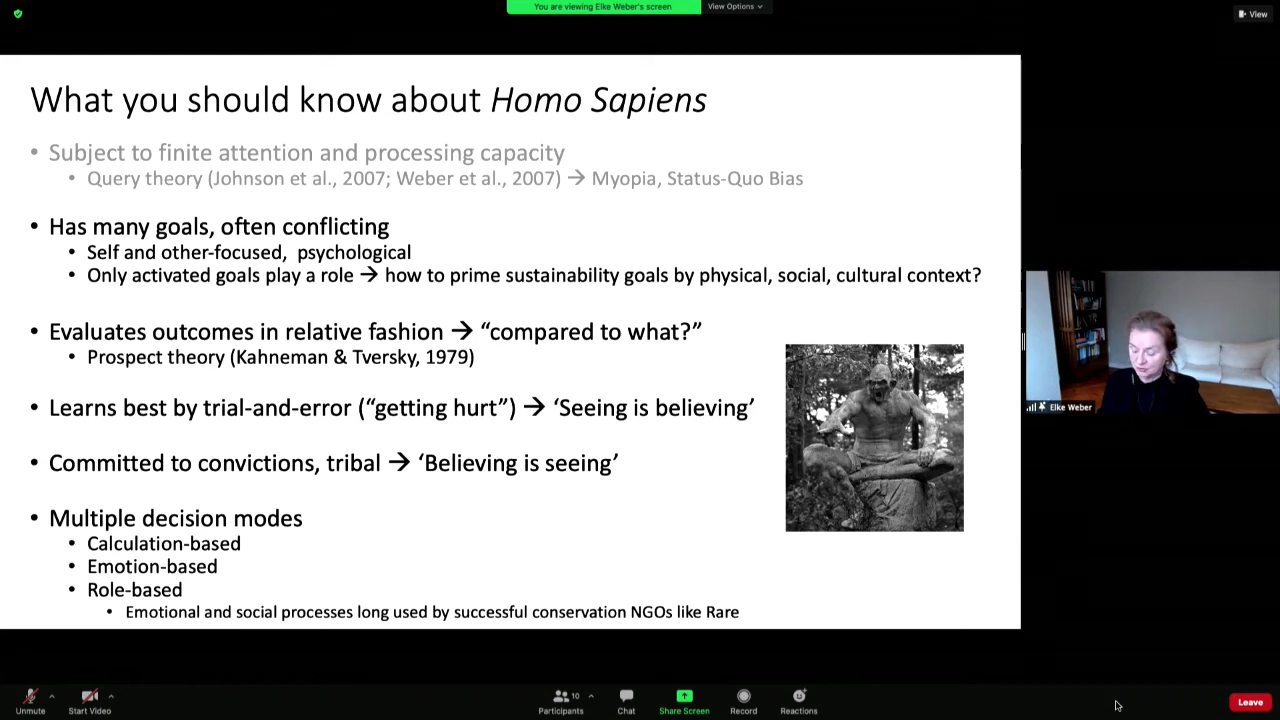 You are viewing Elke Weber's screen
View Options
View
What you should know about Homo Sapiens
• Subject to finite attention and processing capacity
• Query theory (Johnson et al., 2007; Weber et al., 2007) → Myopia, Status-Quo Bias
• Has many goals, often conflicting
• Self and other-focused, psychological
• Only activated goals play a role → how to prime sustainability goals by physical, social, cultural context?
• Evaluates outcomes in relative fashion → “compared to what?”
• Prospect theory (Kahneman & Tversky, 1979)
• Learns best by trial-and-error (“getting hurt”) → ‘Seeing is believing’
• Committed to convictions, tribal → ‘Believing is seeing’
• Multiple decision modes
• Calculation-based
• Emotion-based
• Role-based
• Emotional and social processes long used by successful conservation NGOs like Rare
Elke Weber
Unmute
Start Video
10
Participants
Chat
Share Screen
Record
Reactions
Leave